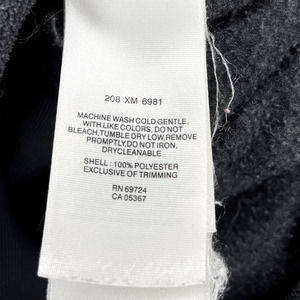 208 XM 6981
MACHINE WASH COLD GENTLE,
WITH LIKE COLORS, DO NOT
BLEACH,TUMBLE DRY LOW,REMOVE
PROMPTLY,DO NOT IRON,
DRYCLEANABLE
SHELL : 100% POLYESTER
EXCLUSIVE OF TRIMMING
RN 69724
CA 05367